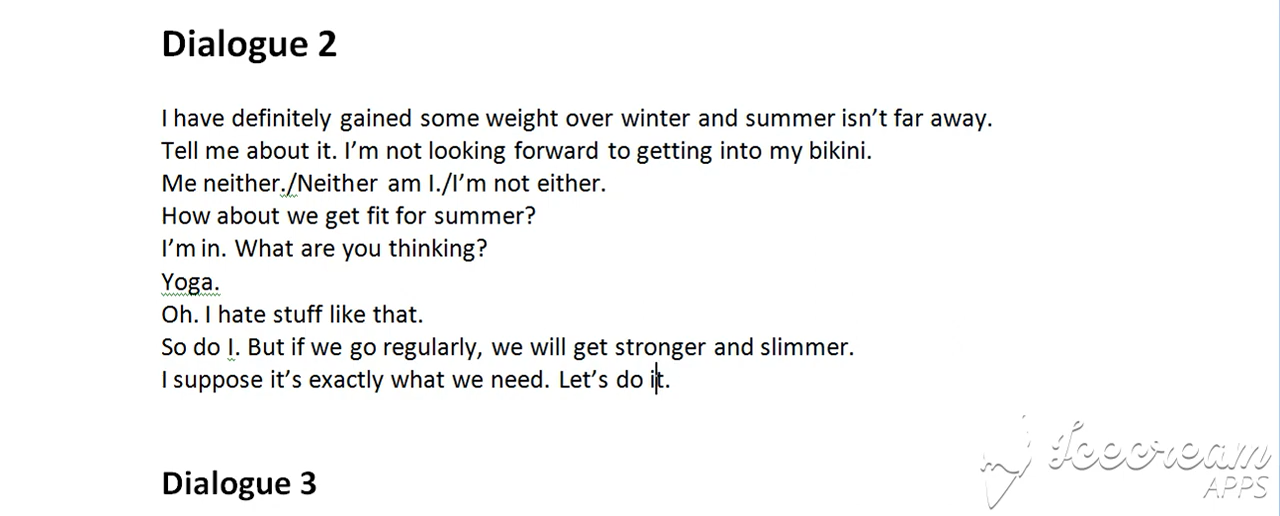 Dialogue 2
I have definitely gained some weight over winter and summer isn’t far away.
Tell me about it. I’m not looking forward to getting into my bikini.
Me neither./Neither am I./I’m not either.
How about we get fit for summer?
I’m in. What are you thinking?
Yoga.
Oh. I hate stuff like that.
So do I. But if we go regularly, we will get stronger and slimmer.
I suppose it’s exactly what we need. Let’s do it.
Dialogue 3
Icecream
APPS